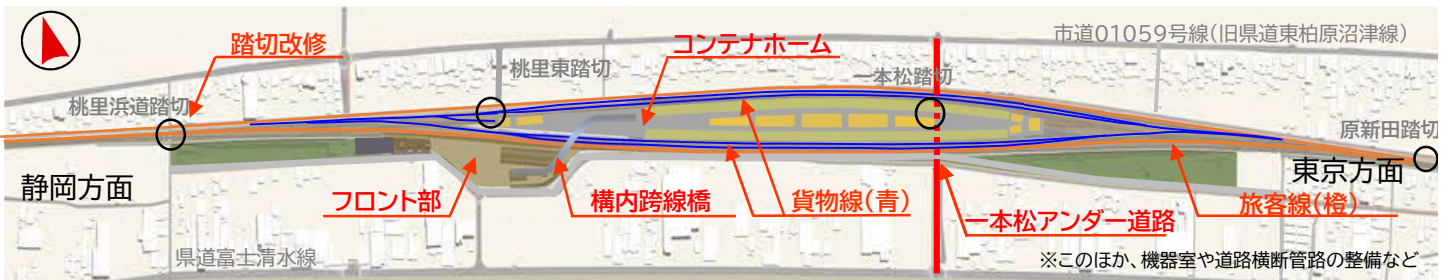 市道01059号線(旧県道東柏原沼津線)
踏切改修
コンテナホーム
桃里東踏切
一本松踏切
桃里浜道踏切
原新田踏切
静岡方面
東京方面
フロント部
構内跨線橋
貨物線(青)
旅客線(橙)
一本松アンダー道路
県道富士清水線
※このほか、機器室や道路横断管路の整備など